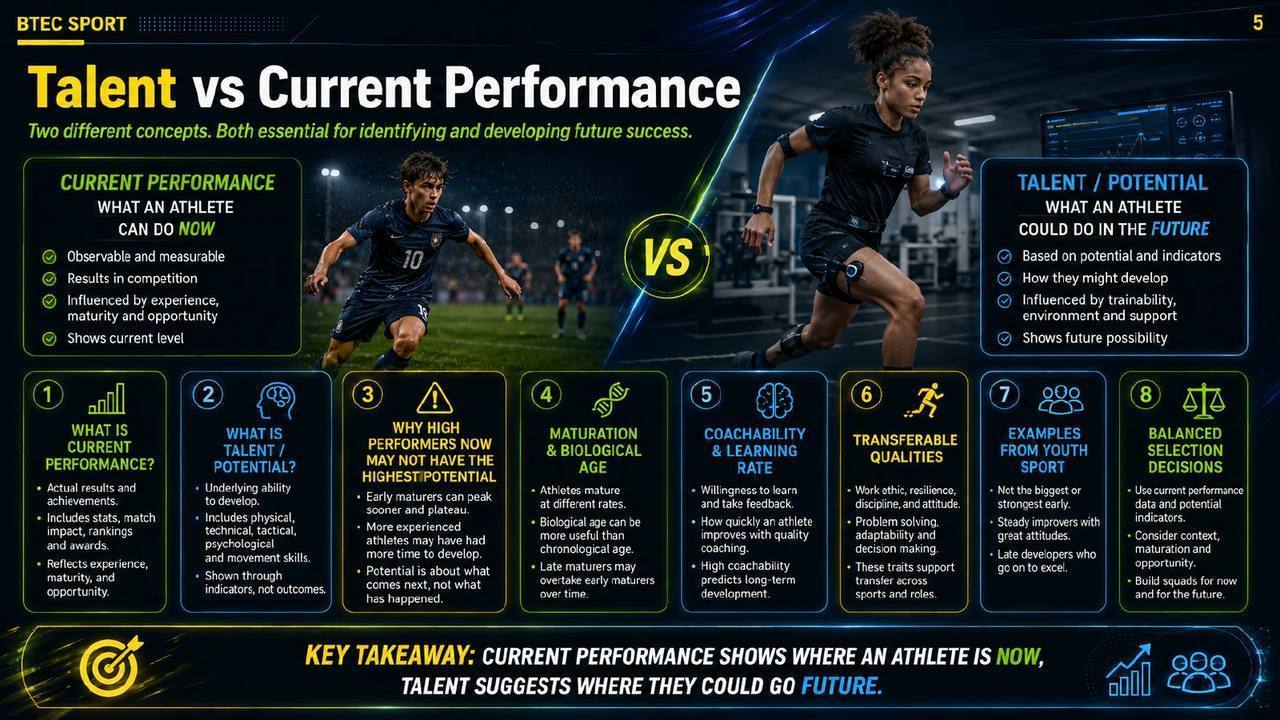 BTEC SPORT
5
Talent vs Current Performance
Two different concepts. Both essential for identifying and developing future success.
CURRENT PERFORMANCE
WHAT AN ATHLETE
CAN DO NOW
Observable and measurable
Results in competition
Influenced by experience,
maturity and opportunity
Shows current level
10
VS
TALENT / POTENTIAL
WHAT AN ATHLETE
COULD DO IN THE FUTURE
Based on potential and indicators
How they might develop
Influenced by trainability,
environment and support
Shows future possibility
1
WHAT IS
CURRENT
PERFORMANCE?
• Actual results and
achievements.
• Includes stats, match
impact, rankings
and awards.
• Reflects experience,
maturity, and
opportunity.
2
WHAT IS
TALENT /
POTENTIAL?
• Underlying ability
to develop.
• Includes physical,
technical, tactical,
psychological
and movement skills.
• Shown through
indicators, not outcomes.
3
WHY HIGH
PERFORMERS NOW
MAY NOT HAVE THE
HIGHEST POTENTIAL
• Early maturers can peak
sooner and plateau.
• More experienced
athletes may have had
more time to develop.
• Potential is about what
comes next, not what
has happened.
4
MATURATION
& BIOLOGICAL
AGE
• Athletes mature
at different rates.
• Biological age can be
more useful than
chronological age.
• Late maturers may
overtake early maturers
over time.
5
COACHABILITY
& LEARNING
RATE
• Willingness to learn
and take feedback.
• How quickly an athlete
improves with quality
coaching.
• High coachability
predicts long-term
development.
6
TRANSFERABLE
QUALITIES
• Work ethic, resilience,
discipline, and attitude.
• Problem solving,
adaptability and
decision making.
• These traits support
transfer across
sports and roles.
7
EXAMPLES
FROM YOUTH
SPORT
• Not the biggest or
strongest early.
• Steady improvers with
great attitudes.
• Late developers who
go on to excel.
8
BALANCED
SELECTION
DECISIONS
• Use current performance
data and potential
indicators.
• Consider context,
maturation and
opportunity.
• Build squads for now
and for the future.
KEY TAKEAWAY: CURRENT PERFORMANCE SHOWS WHERE AN ATHLETE IS NOW,
TALENT SUGGESTS WHERE THEY COULD GO FUTURE.